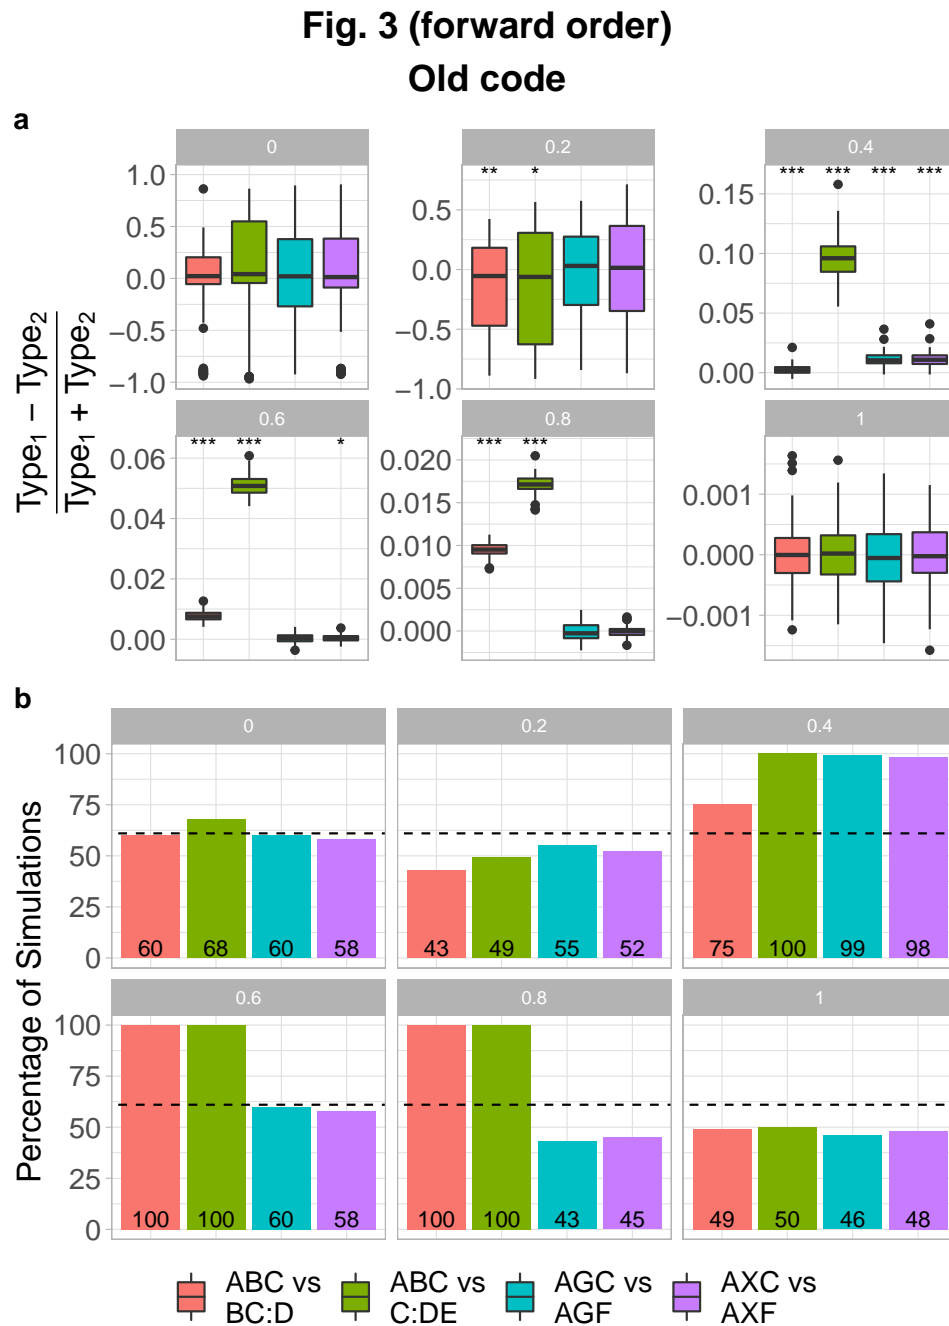 Fig. 3 (forward order)
Old code
a
Type1 − Type2
Type1 + Type2
0
0.2
0.4
1.0
0.5
0.0
−0.5
−1.0
** *
0.5
0.0
−0.5
−1.0
*** *** *** ***
0.15
0.10
0.05
0.00
0.6
0.8
1
*** *** *
0.06
0.04
0.02
0.00
*** ***
0.020
0.015
0.010
0.005
0.000
0.001
0.000
−0.001
b
Percentage of Simulations
0
0.2
0.4
100
75
50
25
0
60 68 60 58
43 49 55 52
75 100 99 98
0.6
0.8
1
100
75
50
25
0
100 100 60 58
100 100 43 45
49 50 46 48
ABC vs
BC:D
ABC vs
C:DE
AGC vs
AGF
AXC vs
AXF